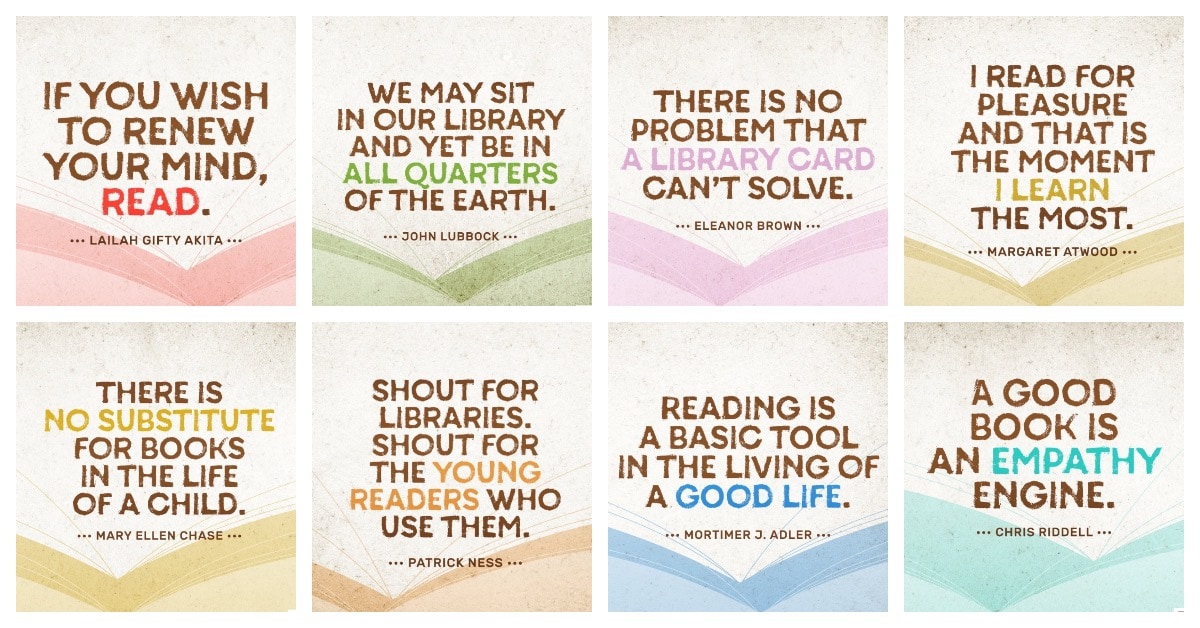 IF YOU WISH
TO RENEW
YOUR MIND,
READ.
••• LAILAH GIFTY AKITA •••
WE MAY SIT
IN OUR LIBRARY
AND YET BE IN
ALL QUARTERS
OF THE EARTH.
••• JOHN LUBBOCK •••
THERE IS NO
PROBLEM THAT
A LIBRARY CARD
CAN'T SOLVE.
••• ELEANOR BROWN •••
I READ FOR
PLEASURE
AND THAT IS
THE MOMENT
I LEARN
THE MOST.
••• MARGARET ATWOOD •••
THERE IS
NO SUBSTITUTE
FOR BOOKS
IN THE LIFE
OF A CHILD.
••• MARY ELLEN CHASE •••
SHOUT FOR
LIBRARIES.
SHOUT FOR
THE YOUNG
READERS WHO
USE THEM.
••• PATRICK NESS •••
READING IS
A BASIC TOOL
IN THE LIVING OF
A GOOD LIFE.
••• MORTIMER J. ADLER •••
A GOOD
BOOK IS
AN EMPATHY
ENGINE.
••• CHRIS RIDDELL •••